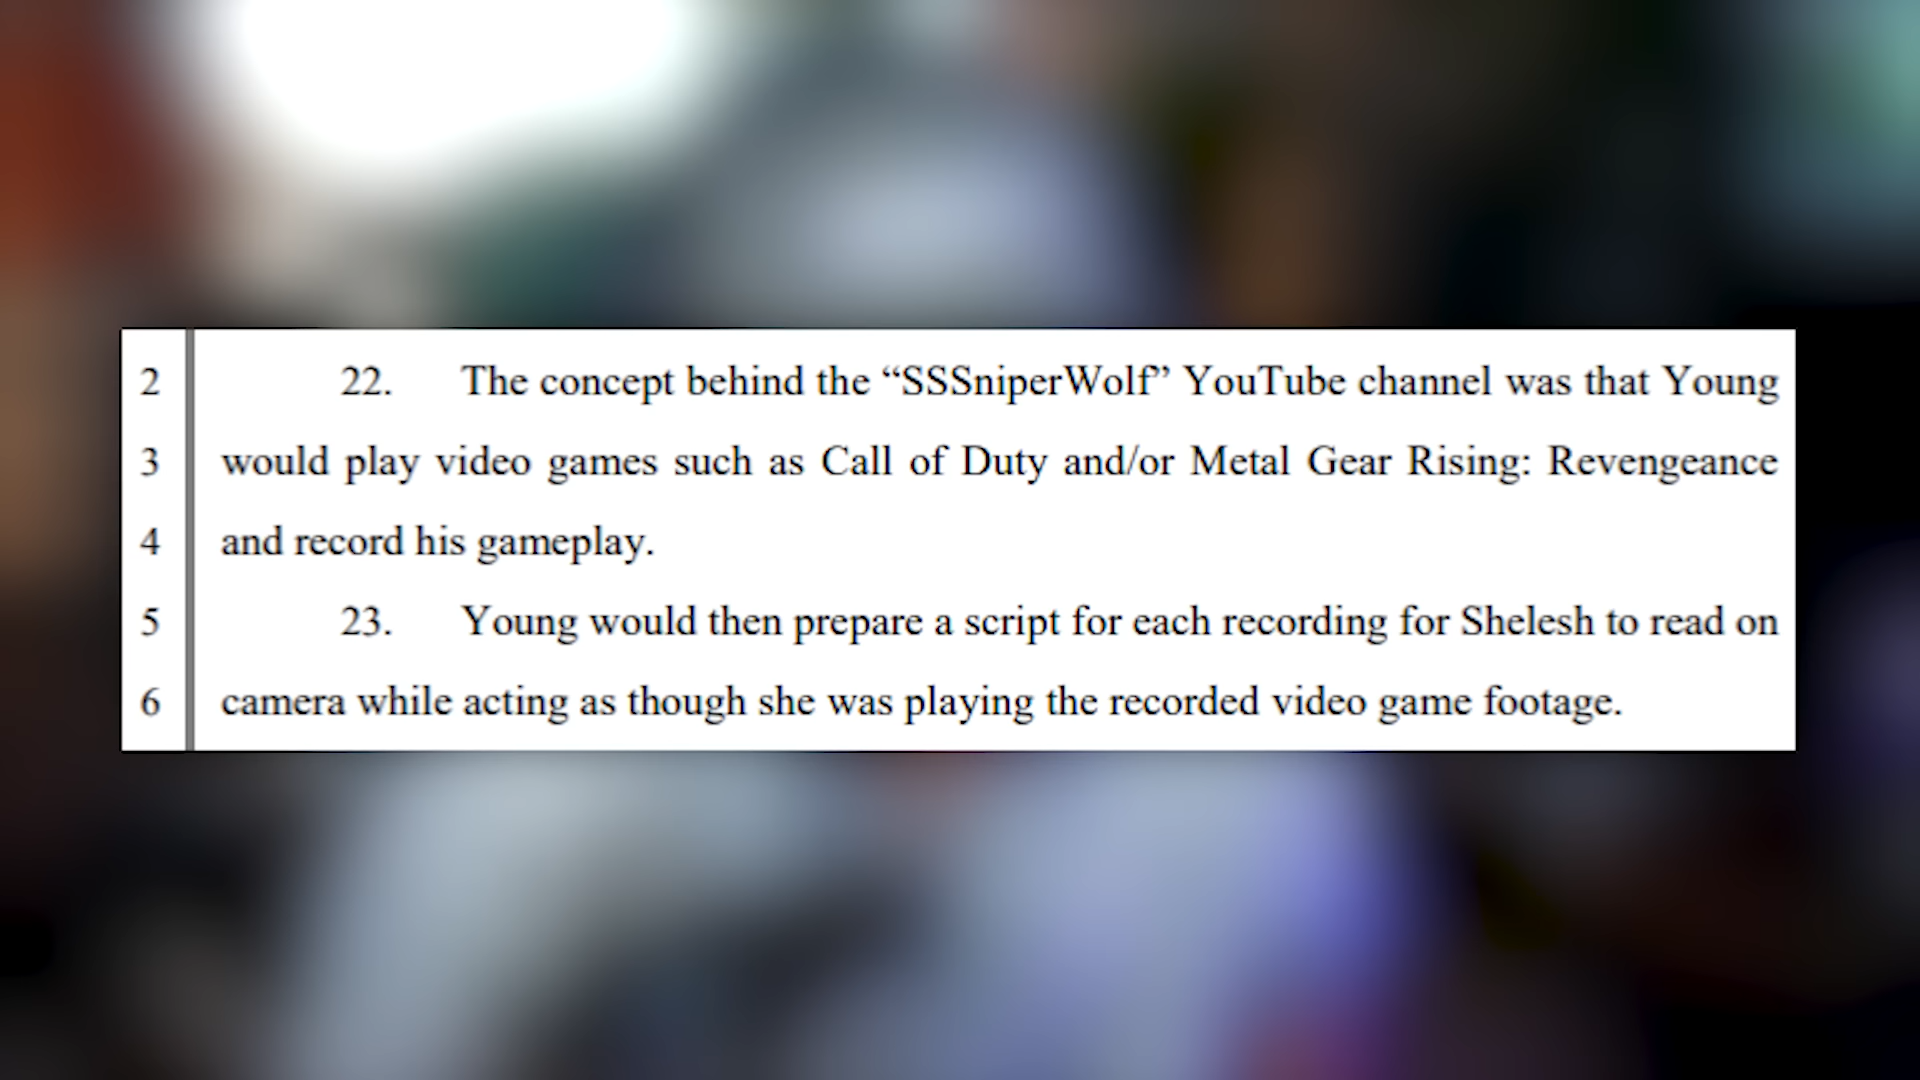 2 22. The concept behind the “SSSniperWolf” YouTube channel was that Young
3 would play video games such as Call of Duty and/or Metal Gear Rising: Revengeance
4 and record his gameplay.
5 23. Young would then prepare a script for each recording for Shelesh to read on
6 camera while acting as though she was playing the recorded video game footage.